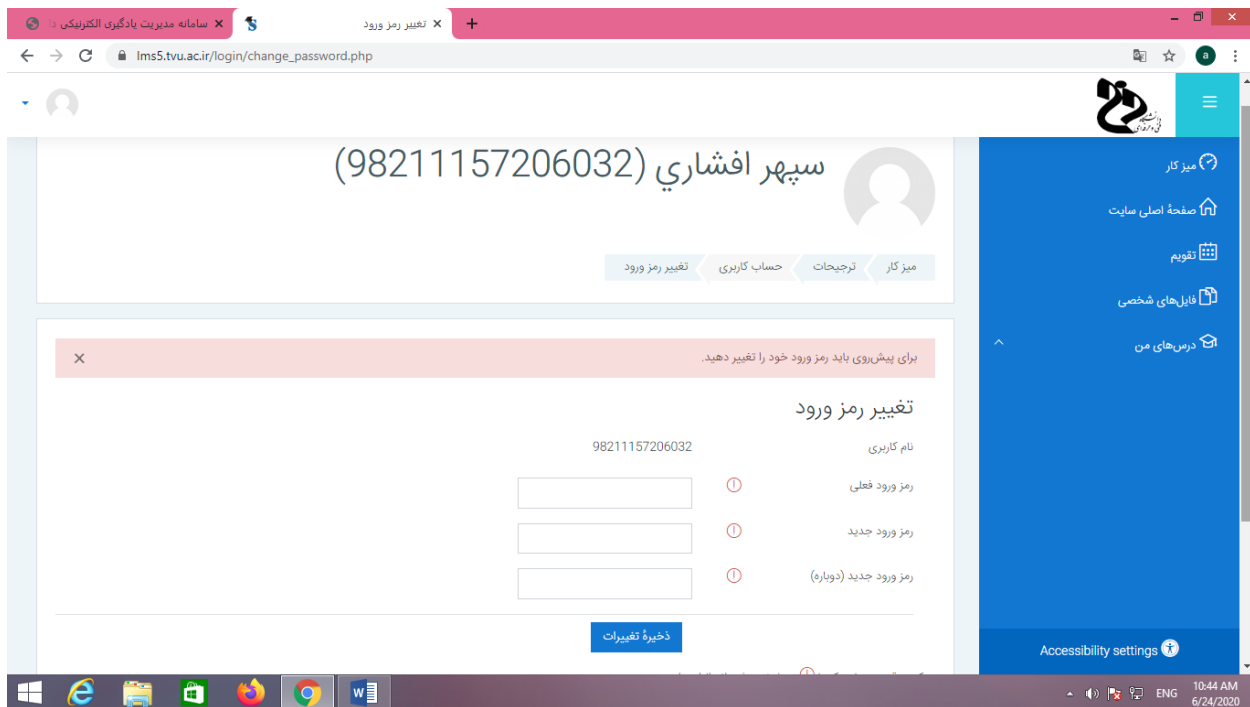 سامانه مدیریت یادگیری الکترنیکی دا
تغییر رمز ورود
lms5.tvu.ac.ir/login/change_password.php
a
سپهر افشاري (98211157206032)
میز کار
ترجیحات
حساب کاربری
تغییر رمز ورود
برای پیش‌روی باید رمز ورود خود را تغییر دهید.
تغییر رمز ورود
نام کاربری 98211157206032
رمز ورود فعلی
رمز ورود جدید
رمز ورود جدید (دوباره)
ذخیرهٔ تغییرات
میز کار
صفحهٔ اصلی سایت
تقویم
فایل‌های شخصی
درس‌های من
Accessibility settings
ENG
10:44 AM
6/24/2020